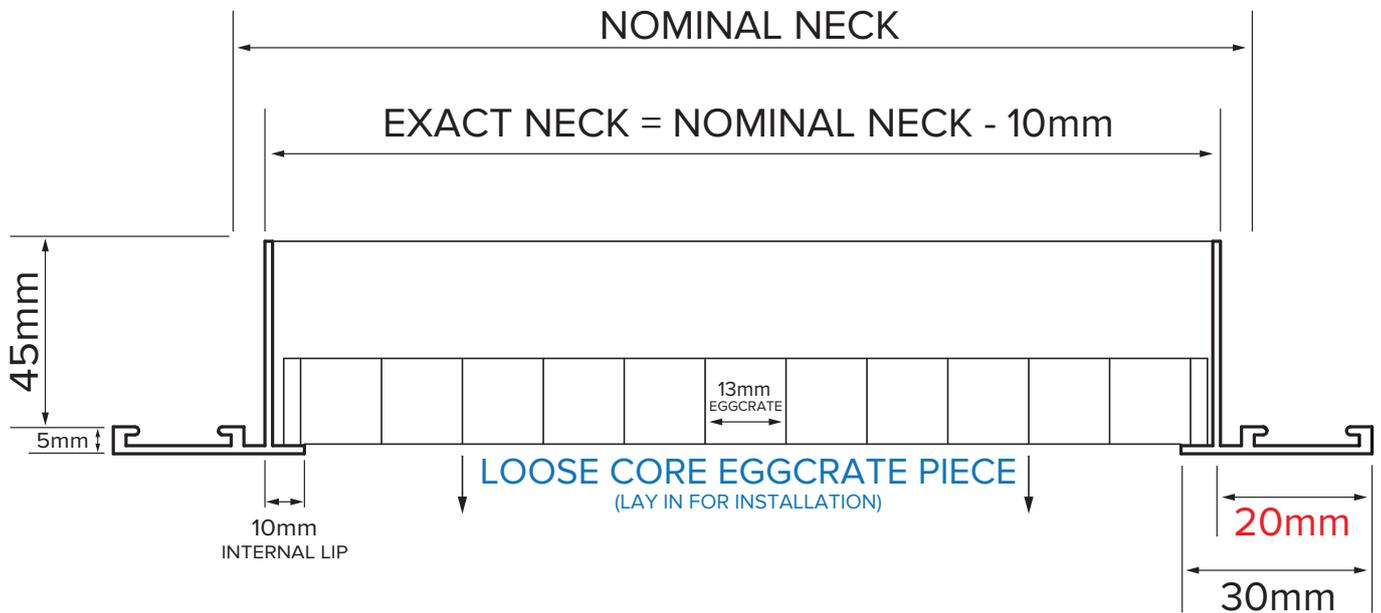 NOMINAL NECK
EXACT NECK = NOMINAL NECK - 10mm
45mm
13mm
EGGCRATE
5mm
LOOSE CORE EGGCRATE PIECE
(LAY IN FOR INSTALLATION)
10mm
INTERNAL LIP
20mm
30mm